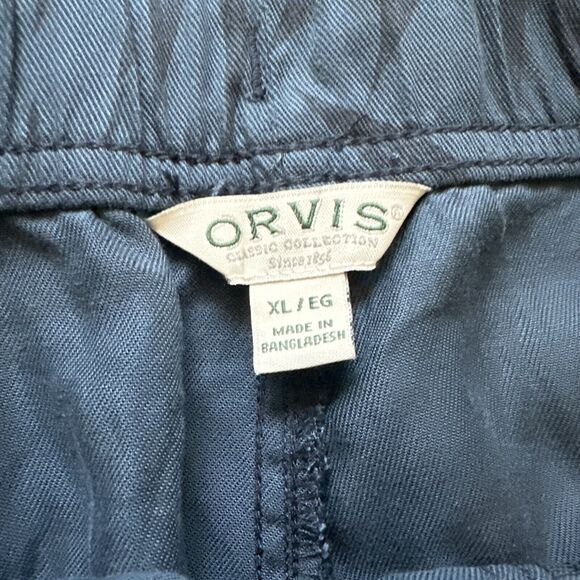 ORVIS®
CLASSIC COLLECTION
Since 1856
XL / EG
MADE IN
BANGLADESH